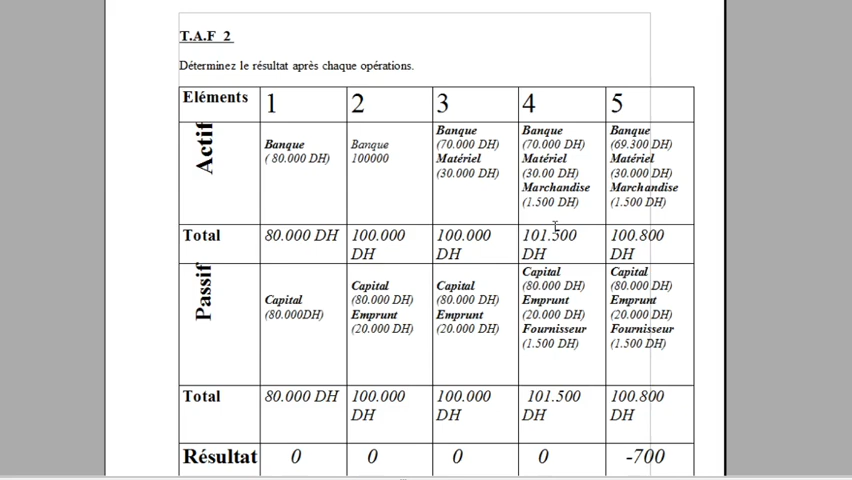 T.A.F 2
Déterminez le résultat après chaque opérations.
Eléments 1 2 3 4 5
Actif
Banque
( 80.000 DH)
Banque
100000
Banque
(70.000 DH)
Matériel
(30.000 DH)
Banque
(70.000 DH)
Matériel
(30.00 DH)
Marchandise
(1.500 DH)
Banque
(69.300 DH)
Matériel
(30.000 DH)
Marchandise
(1.500 DH)
Total
80.000 DH
100.000
DH
100.000
DH
101.500
DH
100.800
DH
Passif
Capital
(80.000DH)
Capital
(80.000 DH)
Emprunt
(20.000 DH)
Capital
(80.000 DH)
Emprunt
(20.000 DH)
Capital
(80.000 DH)
Emprunt
(20.000 DH)
Fournisseur
(1.500 DH)
Capital
(80.000 DH)
Emprunt
(20.000 DH)
Fournisseur
(1.500 DH)
Total
80.000 DH
100.000
DH
100.000
DH
101.500
DH
100.800
DH
Résultat 0 0 0 0 -700